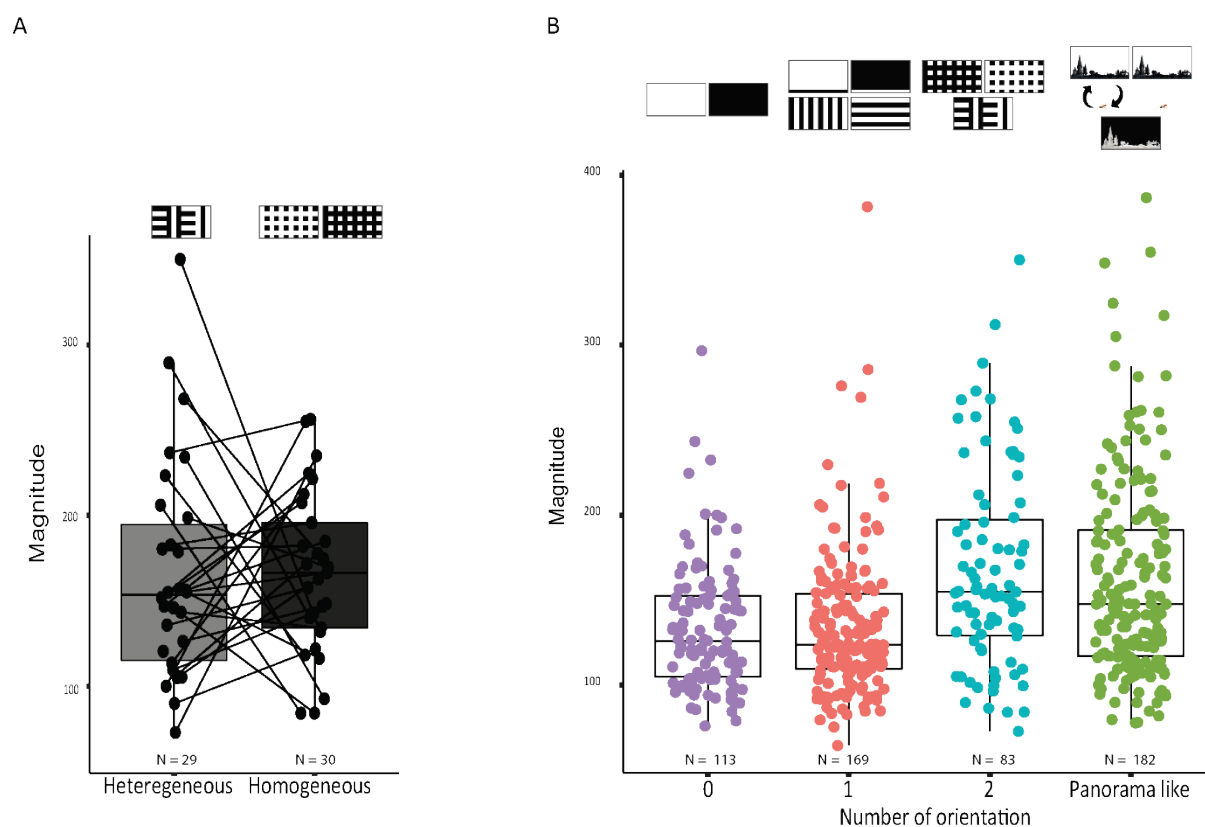 A
300
200
100
Magnitude
N = 29
N = 30
Heteregeneous
Homogeneous
B
400
300
200
100
Magnitude
N = 113
N = 169
N = 83
N = 182
0
1
2
Panorama like
Number of orientation